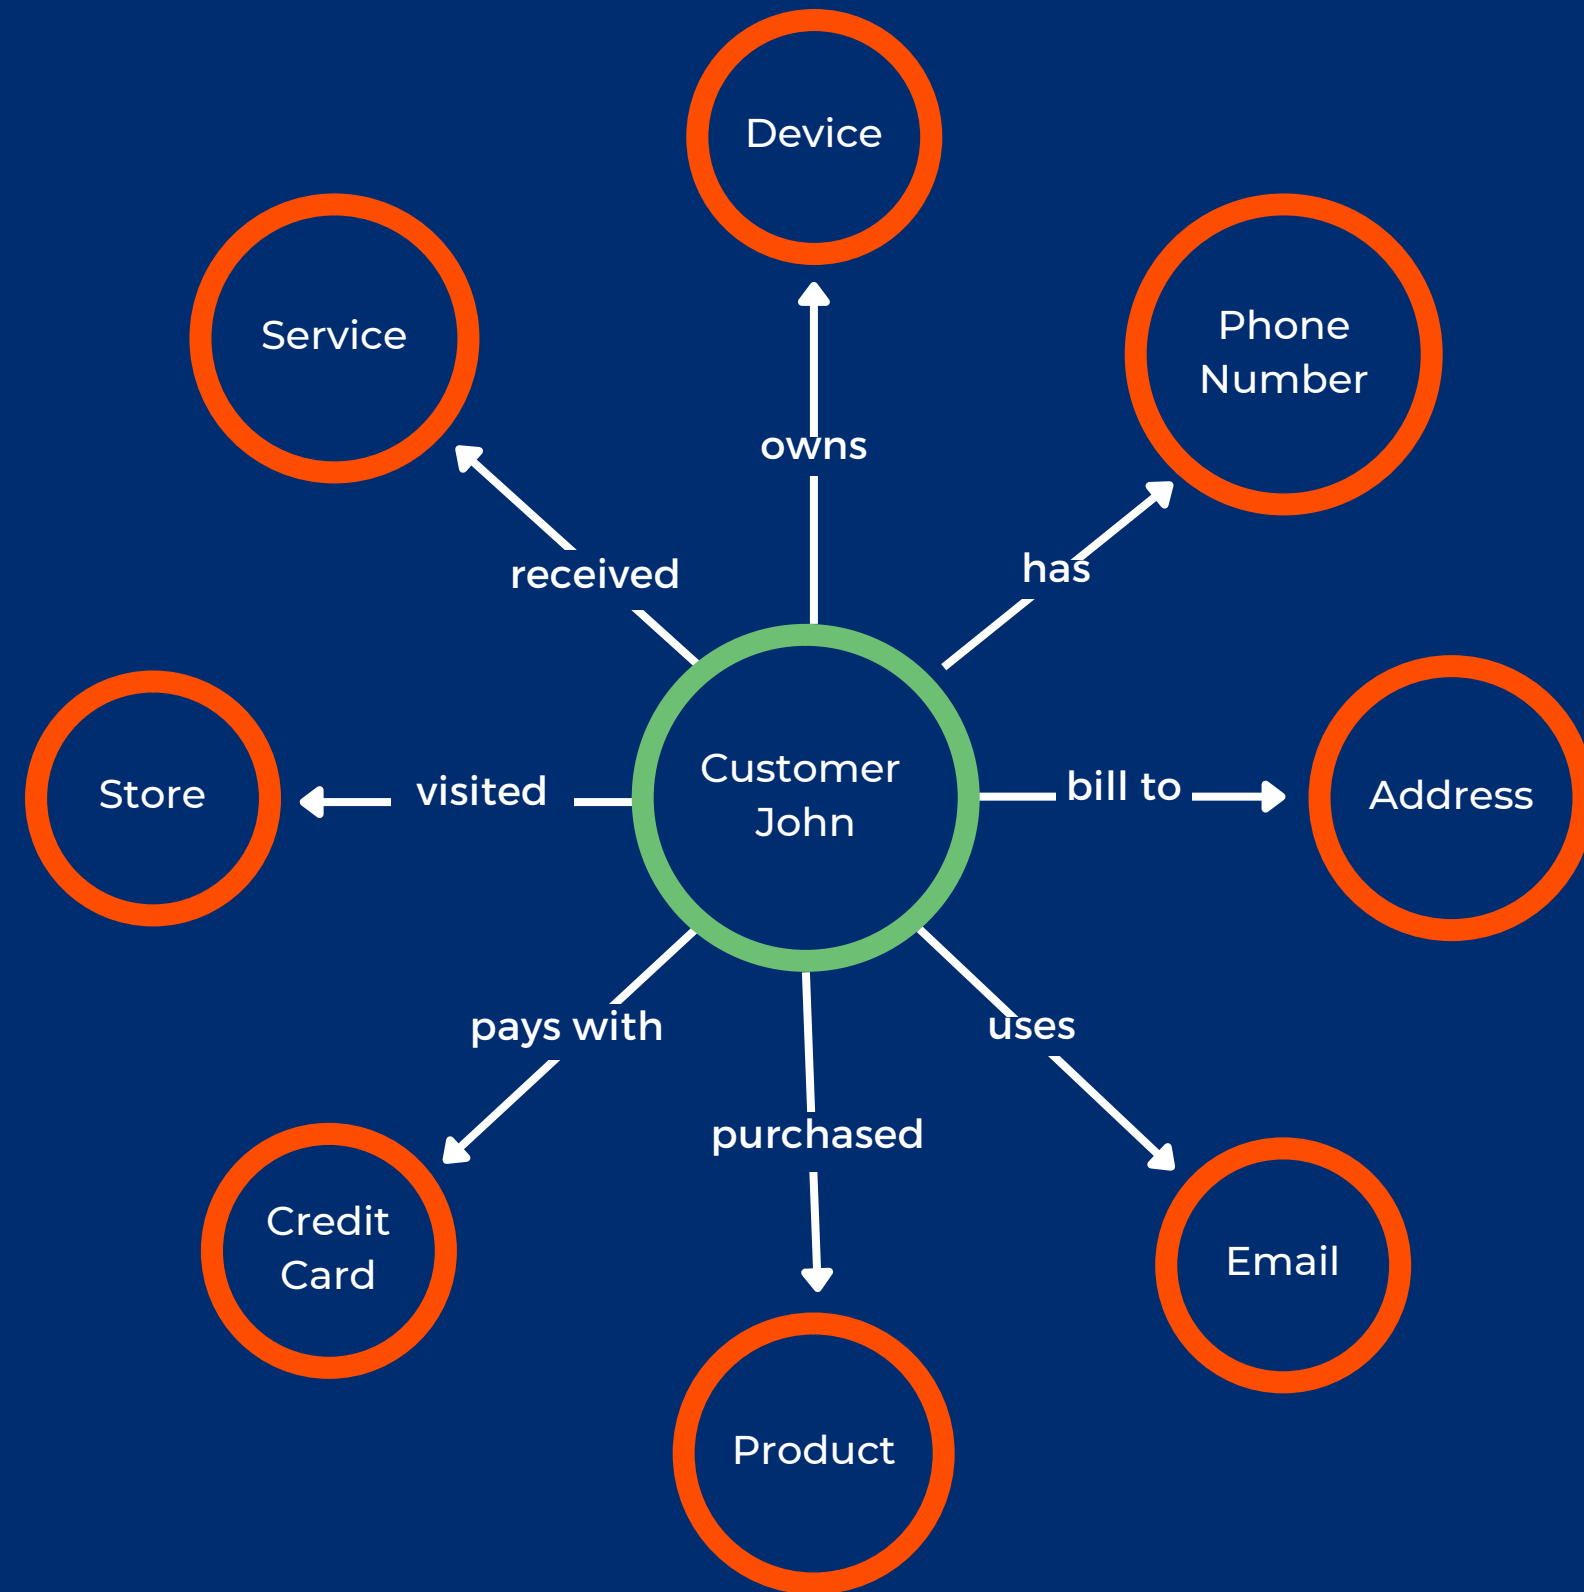 Device
Service
Phone
Number
owns
has
received
Customer
John
visited
bill to
Store
Address
pays with
uses
purchased
Credit
Card
Email
Product